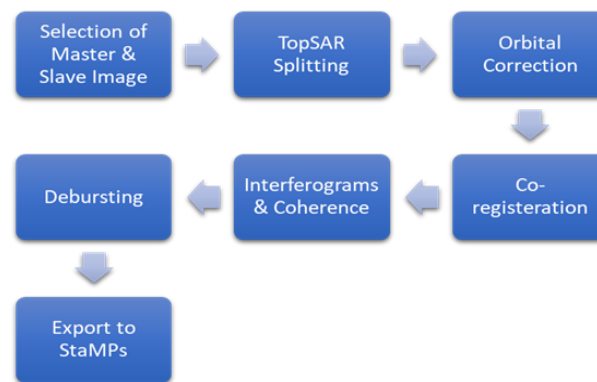 Selection of
Master &
Slave Image
TopSAR
Splitting
Orbital
Correction
Co-
registeration
Interferograms
& Coherence
Debursting
Export to
StaMPs